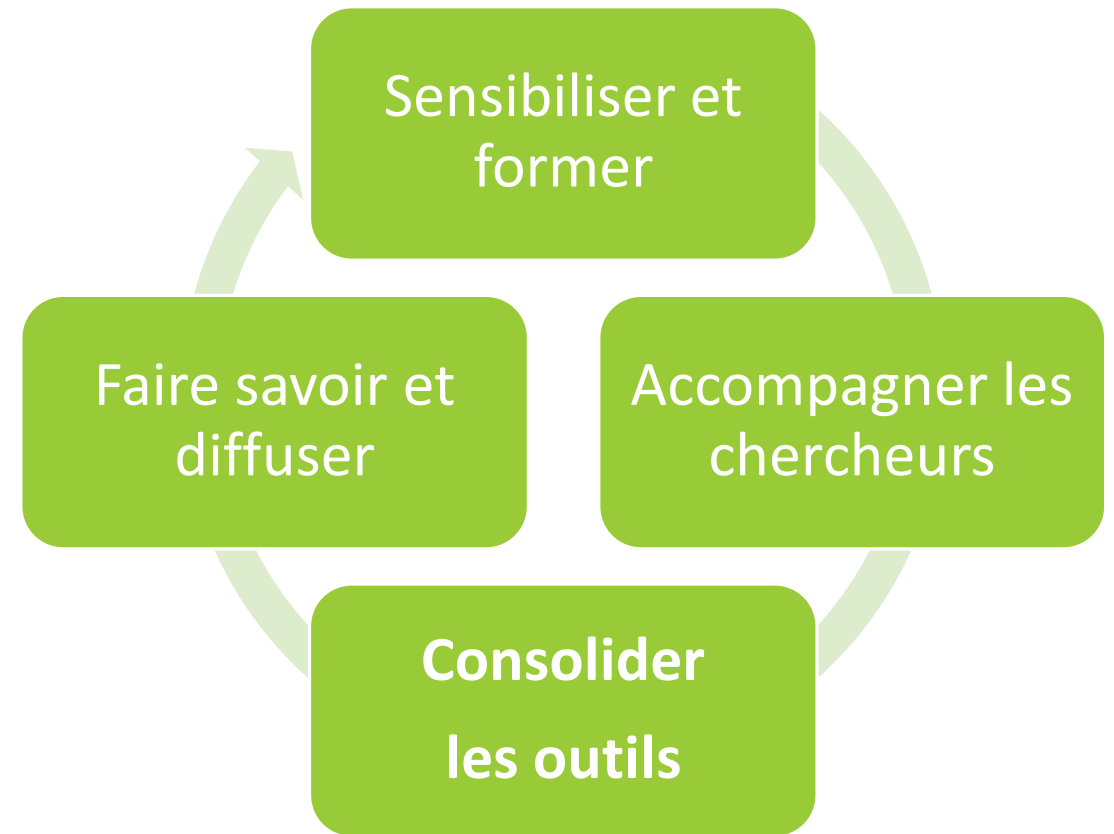 Sensibiliser et
former
Accompagner les
chercheurs
Consolider
les outils
Faire savoir et
diffuser